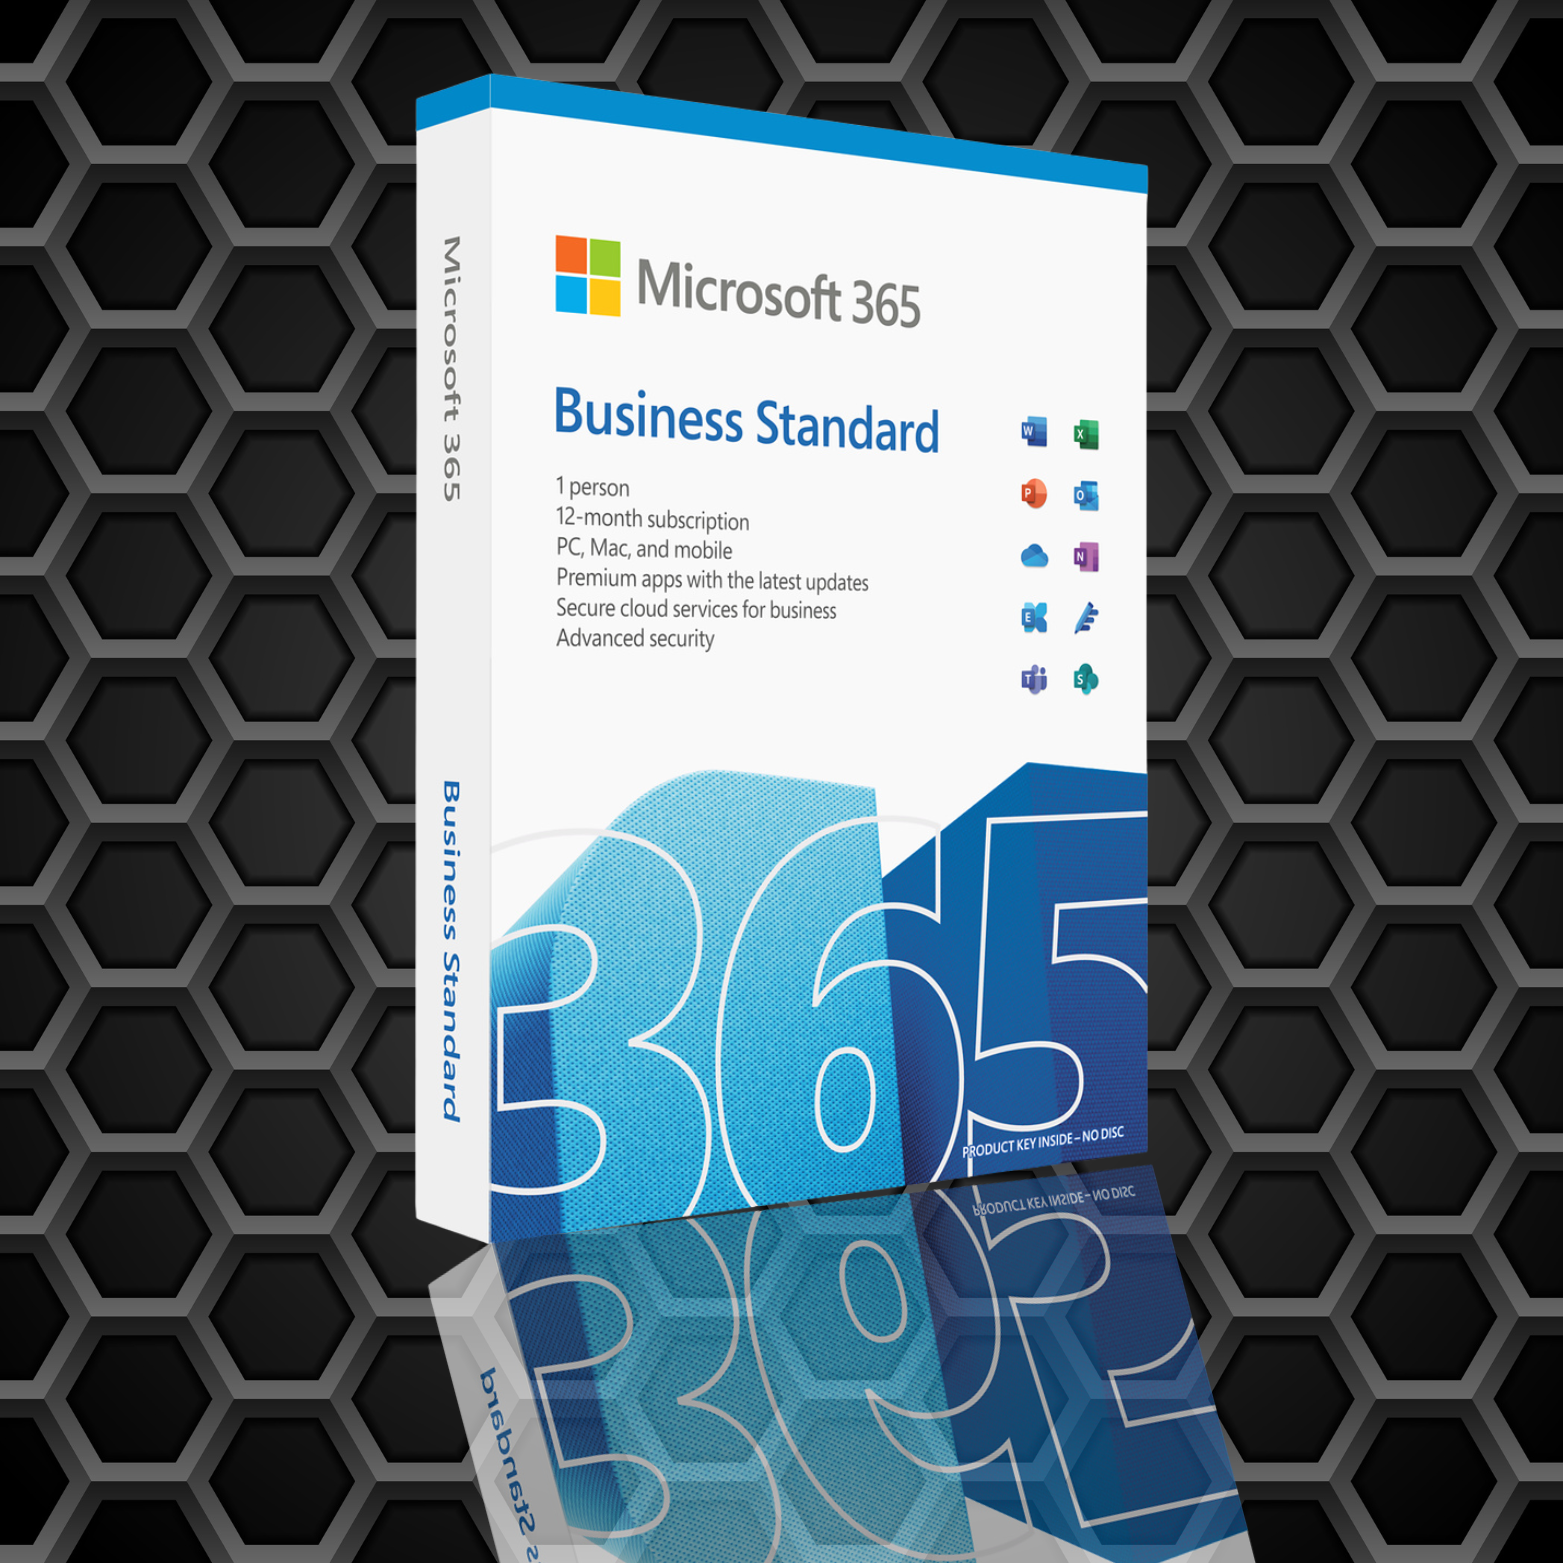 Microsoft 365
Business Standard
Microsoft 365
Business Standard
1 person
12-month subscription
PC, Mac, and mobile
Premium apps with the latest updates
Secure cloud services for business
Advanced security
W
X
P
O
N
E
T
S
365
PRODUCT KEY INSIDE – NO DISC